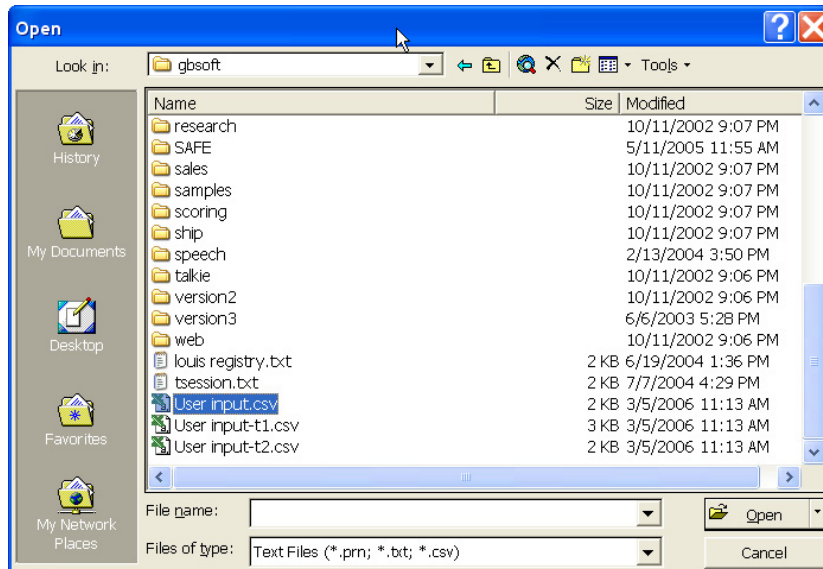 Open
Look in:
gbsoft
Tools
History
My Documents
Desktop
Favorites
My Network
Places
Name Size Modified
research 10/11/2002 9:07 PM
SAFE 5/11/2005 11:55 AM
sales 10/11/2002 9:07 PM
samples 10/11/2002 9:07 PM
scoring 10/11/2002 9:07 PM
ship 10/11/2002 9:07 PM
speech 2/13/2004 3:50 PM
talkie 10/11/2002 9:06 PM
version2 10/11/2002 9:06 PM
version3 6/6/2003 5:28 PM
web 10/11/2002 9:06 PM
louis registry.txt 2 KB 6/19/2004 1:36 PM
tsession.txt 2 KB 7/7/2004 4:29 PM
User input.csv 2 KB 3/5/2006 11:13 AM
User input-t1.csv 3 KB 3/5/2006 11:13 AM
User input-t2.csv 2 KB 3/5/2006 11:13 AM
File name:
Open
Files of type: Text Files (*.prn; *.txt; *.csv)
Cancel